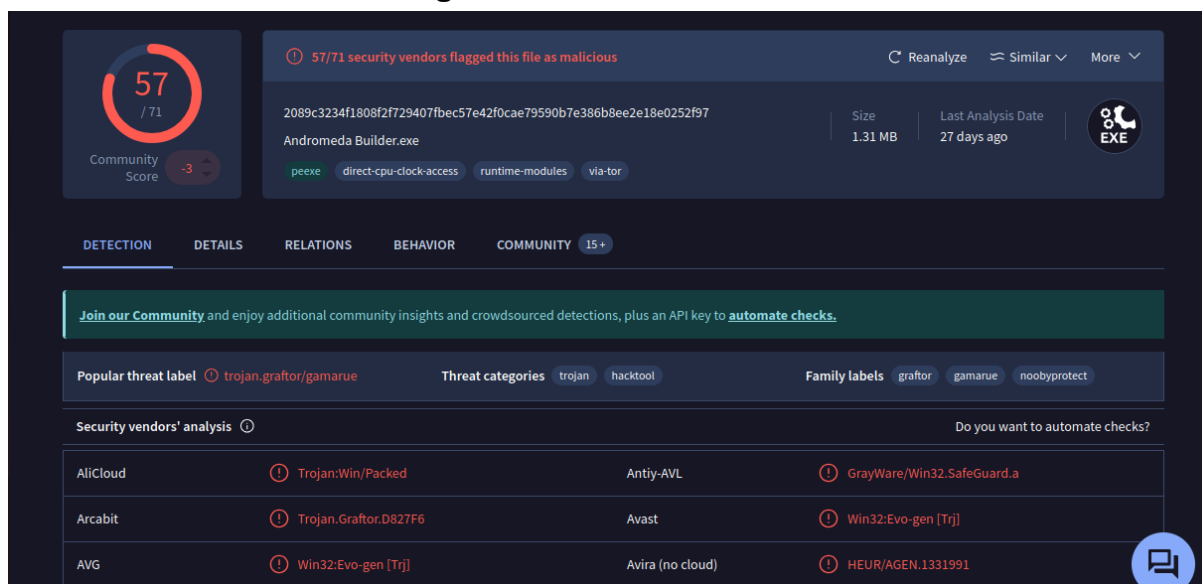 57
/ 71
Community
Score
-3
57/71 security vendors flagged this file as malicious
Reanalyze
Similar
More
2089c3234f1808f2f729407fbec57e42f0cae79590b7e386b8ee2e18e0252f97
Andromeda Builder.exe
peexe direct-cpu-clock-access runtime-modules via-tor
Size
1.31 MB
Last Analysis Date
27 days ago
EXE
DETECTION DETAILS RELATIONS BEHAVIOR COMMUNITY 15+
Join our Community and enjoy additional community insights and crowdsourced detections, plus an API key to automate checks.
Popular threat label trojan.graftor/gamarue Threat categories trojan hacktool Family labels graftor gamarue noobyprotect
Security vendors' analysis Do you want to automate checks?
AliCloud Trojan:Win/Packed Antiy-AVL GrayWare/Win32.SafeGuard.a
Arcabit Trojan.Graftor.D827F6 Avast Win32:Evo-gen [Trj]
AVG Win32:Evo-gen [Trj] Avira (no cloud) HEUR/AGEN.1331991